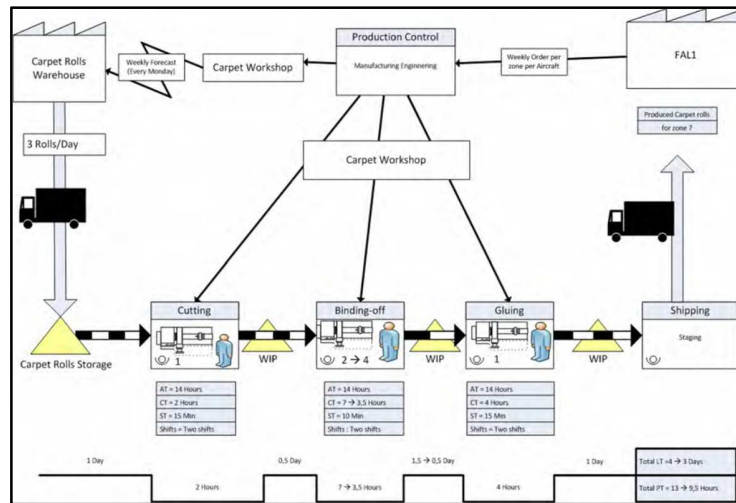 Carpet Rolls
Warehouse
Weekly Forecast
(Every Monday)
Carpet Workshop
Production Control
Manufacturing Enginnering
Weekly Order per
zone per Aircraft
FAL1
Produced Carpet rolls
for zone 7
3 Rolls/Day
Carpet Workshop
Carpet Rolls Storage
Cutting
1
WIP
Binding-off
2 → 4
WIP
Gluing
1
WIP
Shipping
Staging
AT = 14 Hours
CT = 2 Hours
ST = 15 Min
Shifts = Two shifts
AT = 14 Hours
CT = 7 → 3,5 Hours
ST = 10 Min
Shifts : Two shifts
AT = 14 Hours
CT = 4 Hours
ST = 15 Min
Shifts = Two shifts
1 Day
2 Hours
0,5 Day
7 → 3,5 Hours
1,5 → 0,5 Day
4 Hours
1 Day
Total LT =4 → 3 Days
Total PT = 13 → 9,5 Hours